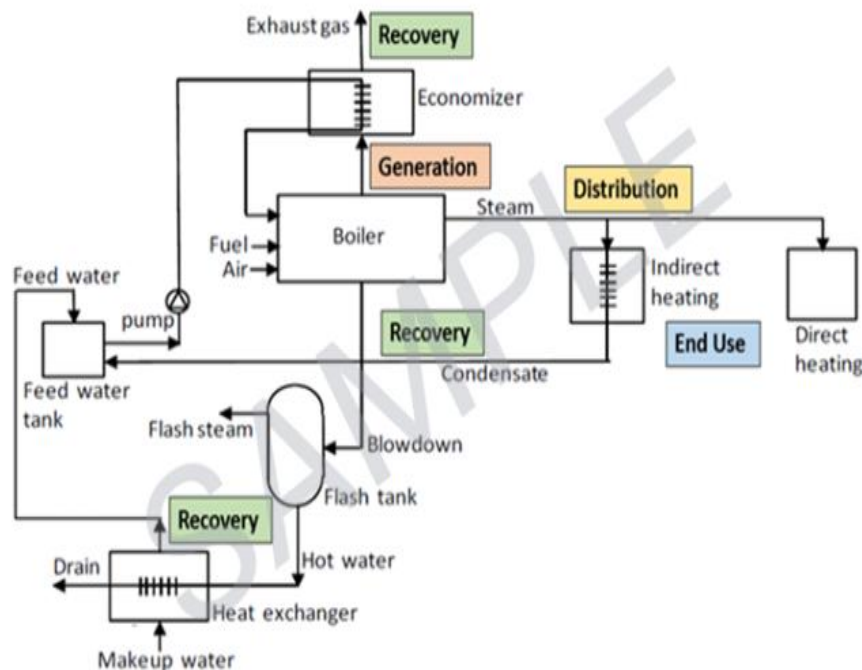 Exhaust gas
Recovery
Economizer
Generation
Distribution
Steam
Boiler
Fuel
Air
Indirect
heating
Feed water
pump
Recovery
End Use
Direct
heating
Condensate
Feed water
tank
Flash steam
Blowdown
Flash tank
Recovery
Hot water
Drain
Heat exchanger
Makeup water
SAMPLE